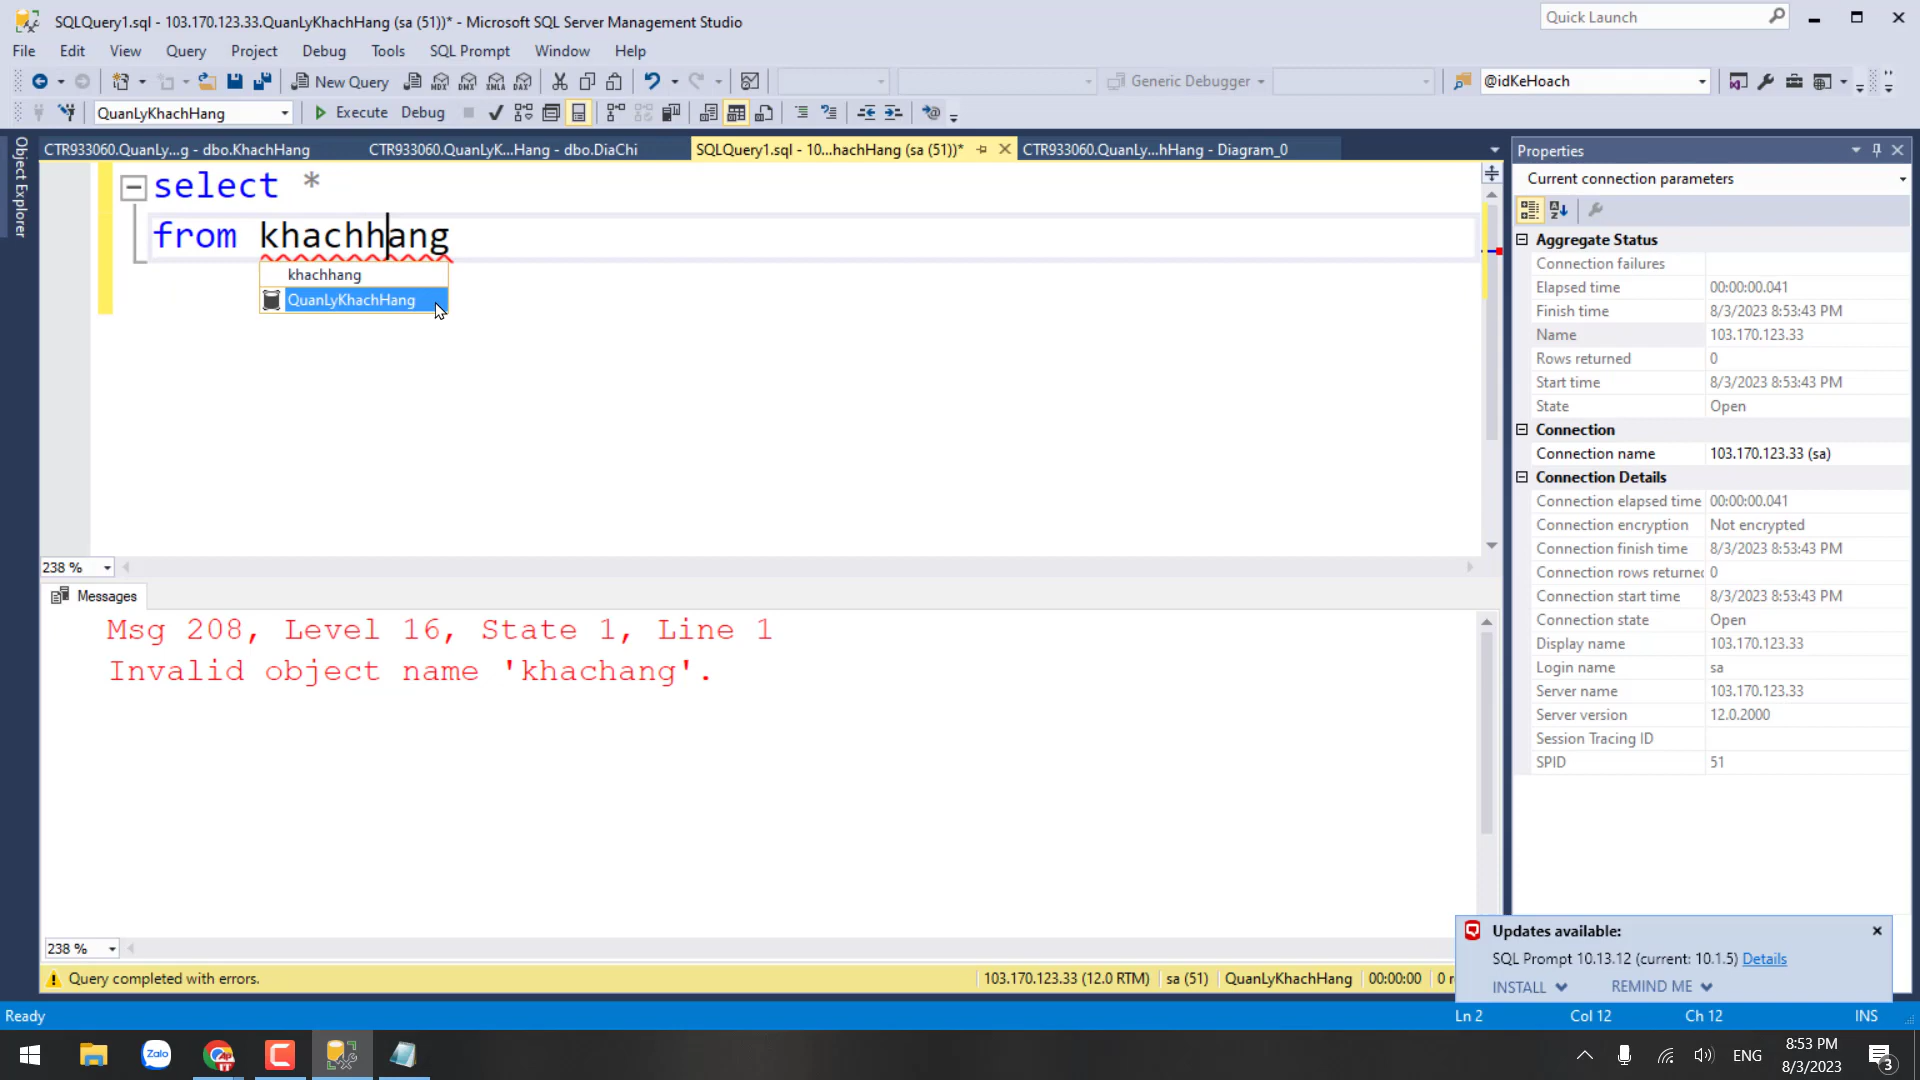 SQLQuery1.sql - 103.170.123.33.QuanLyKhachHang (sa (51))* - Microsoft SQL Server Management Studio
Quick Launch
File Edit View Query Project Debug Tools SQL Prompt Window Help
New Query MDX DMX XMLA DAX Generic Debugger @idKeHoach
QuanLyKhachHang Execute Debug
Object Explorer
CTR933060.QuanLy...g - dbo.KhachHang CTR933060.QuanLyK...Hang - dbo.DiaChi SQLQuery1.sql - 10...hachHang (sa (51))* CTR933060.QuanLy...hHang - Diagram_0
select *
from khachhang
khachhang
QuanLyKhachHang
238 %
Messages
Msg 208, Level 16, State 1, Line 1
Invalid object name 'khachang'.
238 %
Query completed with errors. 103.170.123.33 (12.0 RTM) sa (51) QuanLyKhachHang 00:00:00 0 r
Properties
Current connection parameters
Aggregate Status
Connection failures
Elapsed time 00:00:00.041
Finish time 8/3/2023 8:53:43 PM
Name 103.170.123.33
Rows returned 0
Start time 8/3/2023 8:53:43 PM
State Open
Connection
Connection name 103.170.123.33 (sa)
Connection Details
Connection elapsed time 00:00:00.041
Connection encryption Not encrypted
Connection finish time 8/3/2023 8:53:43 PM
Connection rows returned 0
Connection start time 8/3/2023 8:53:43 PM
Connection state Open
Display name 103.170.123.33
Login name sa
Server name 103.170.123.33
Server version 12.0.2000
Session Tracing ID
SPID 51
Updates available:
SQL Prompt 10.13.12 (current: 10.1.5) Details
INSTALL REMIND ME
Ready Ln 2 Col 12 Ch 12 INS
Zalo ENG 8:53 PM
8/3/2023 3